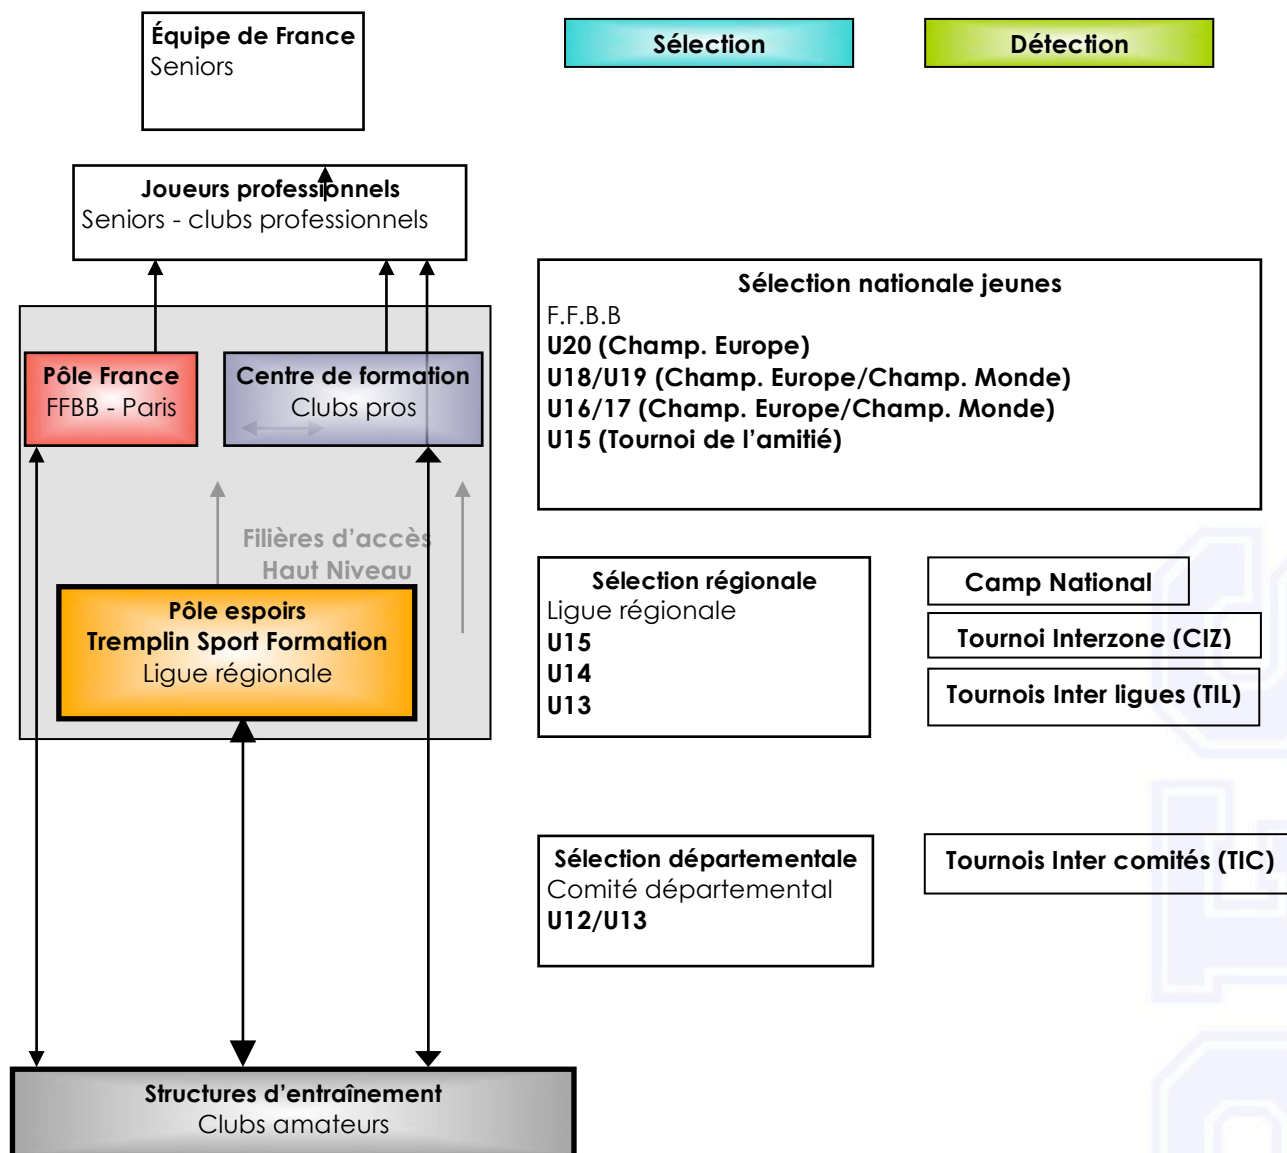 Équipe de France
Seniors
Sélection
Détection
Joueurs professionnels
Seniors - clubs professionnels
Sélection nationale jeunes
F.F.B.B
U20 (Champ. Europe)
U18/U19 (Champ. Europe/Champ. Monde)
U16/17 (Champ. Europe/Champ. Monde)
U15 (Tournoi de l'amitié)
Pôle France
FFBB - Paris
Centre de formation
Clubs pros
Filières d'accès
Haut Niveau
Pôle espoirs
Tremplin Sport Formation
Ligue régionale
Sélection régionale
Ligue régionale
U15
U14
U13
Camp National
Tournoi Interzone (CIZ)
Tournois Inter ligues (TIL)
Sélection départementale
Comité départemental
U12/U13
Tournois Inter comités (TIC)
Structures d'entraînement
Clubs amateurs